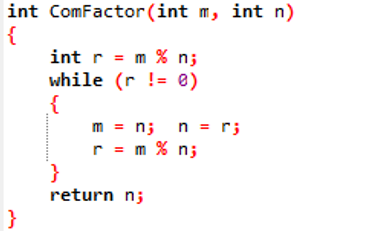 int ComFactor(int m, int n)
{
    int r = m % n;
    while (r != 0)
    {
        m = n;  n = r;
        r = m % n;
    }
    return n;
}